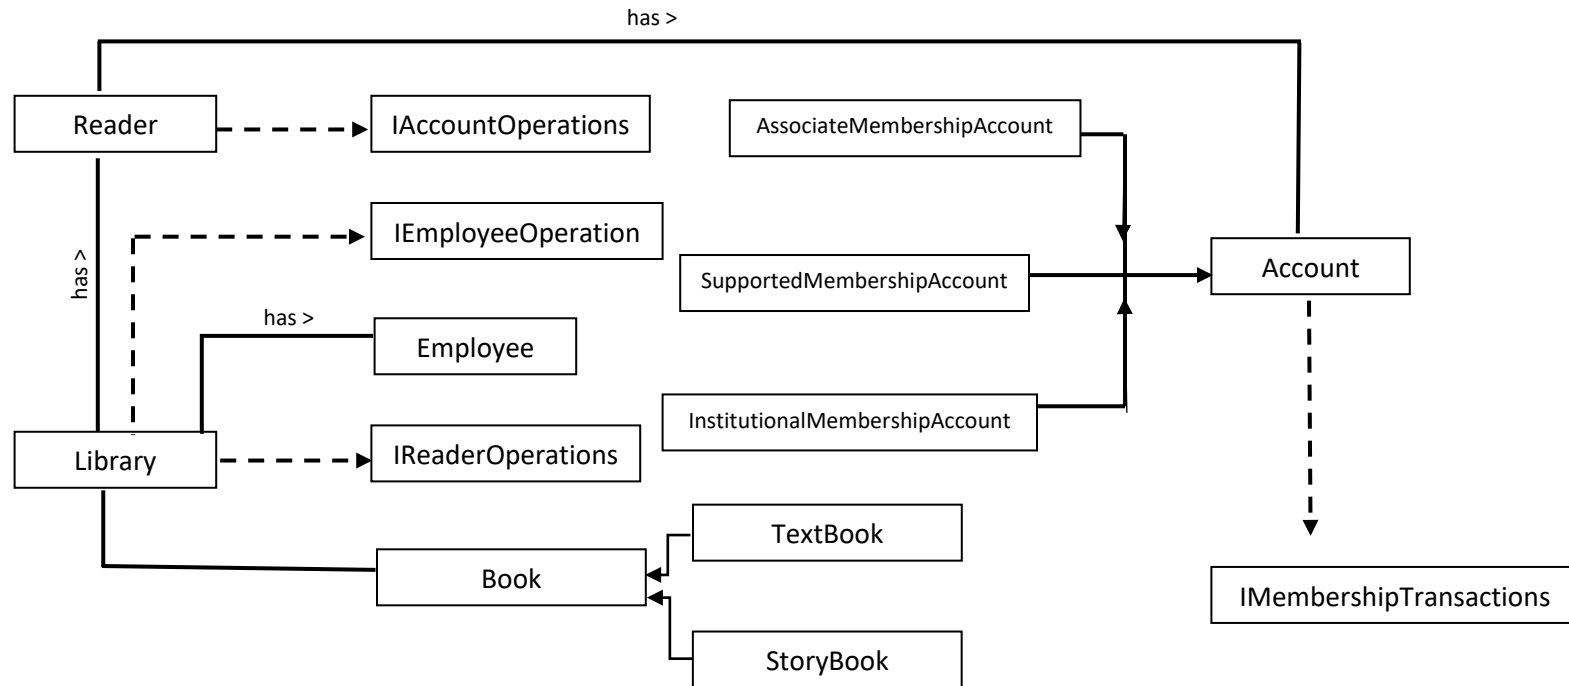 has >
Reader
IAccountOperations
AssociateMembershipAccount
IEmployeeOperation
Account
has >
SupportedMembershipAccount
has >
Employee
InstitutionalMembershipAccount
Library
IReaderOperations
TextBook
Book
IMembershipTransactions
StoryBook